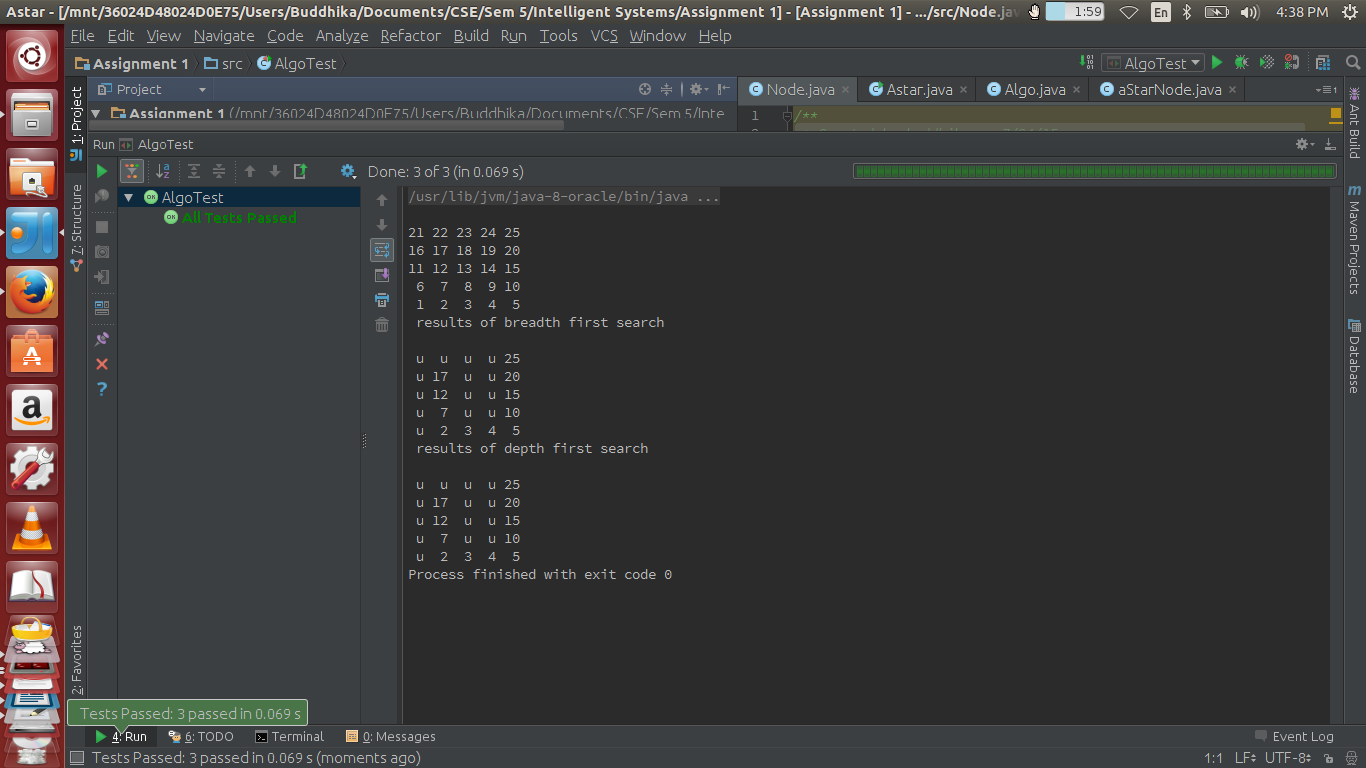 Astar - [/mnt/36024D48024D0E75/Users/Buddhika/Documents/CSE/Sem 5/Intelligent Systems/Assignment 1] - [Assignment 1] - .../src/Node.jav 1:59 En 4:38 PM
File Edit View Navigate Code Analyze Refactor Build Run Tools VCS Window Help
Assignment 1 src AlgoTest AlgoTest
Project Node.java Astar.java Algo.java aStarNode.java
Assignment 1 (/mnt/36024D48024D0E75/Users/Buddhika/Documents/CSE/Sem 5/Inte 1 /**
Run AlgoTest
Done: 3 of 3 (in 0.069 s)
AlgoTest
All Tests Passed
/usr/lib/jvm/java-8-oracle/bin/java ...
21 22 23 24 25
16 17 18 19 20
11 12 13 14 15
6 7 8 9 10
1 2 3 4 5
results of breadth first search
u u u u 25
u 17 u u 20
u 12 u u 15
u 7 u u 10
u 2 3 4 5
results of depth first search
u u u u 25
u 17 u u 20
u 12 u u 15
u 7 u u 10
u 2 3 4 5
Process finished with exit code 0
1: Project
7: Structure
2: Favorites
Ant Build
Maven Projects
Database
Tests Passed: 3 passed in 0.069 s
4: Run 6: TODO Terminal 0: Messages Event Log
Tests Passed: 3 passed in 0.069 s (moments ago) 1:1 LF UTF-8